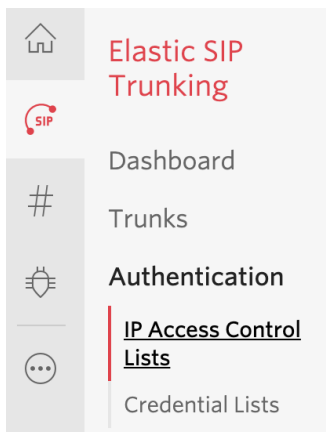 Elastic SIP
Trunking
SIP
Dashboard
#
Trunks
Authentication
IP Access Control
Lists
Credential Lists